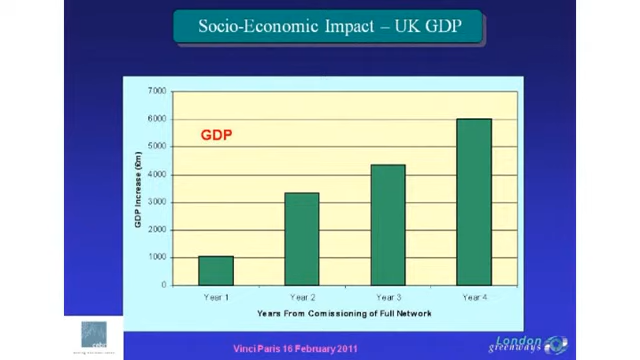 Socio-Economic Impact – UK GDP
7000
6000
5000
4000
3000
2000
1000
0
GDP Increase (£m)
GDP
Year 1
Year 2
Year 3
Year 4
Years From Comissioning of Full Network
Vinci Paris 16 February 2011
London
greenways